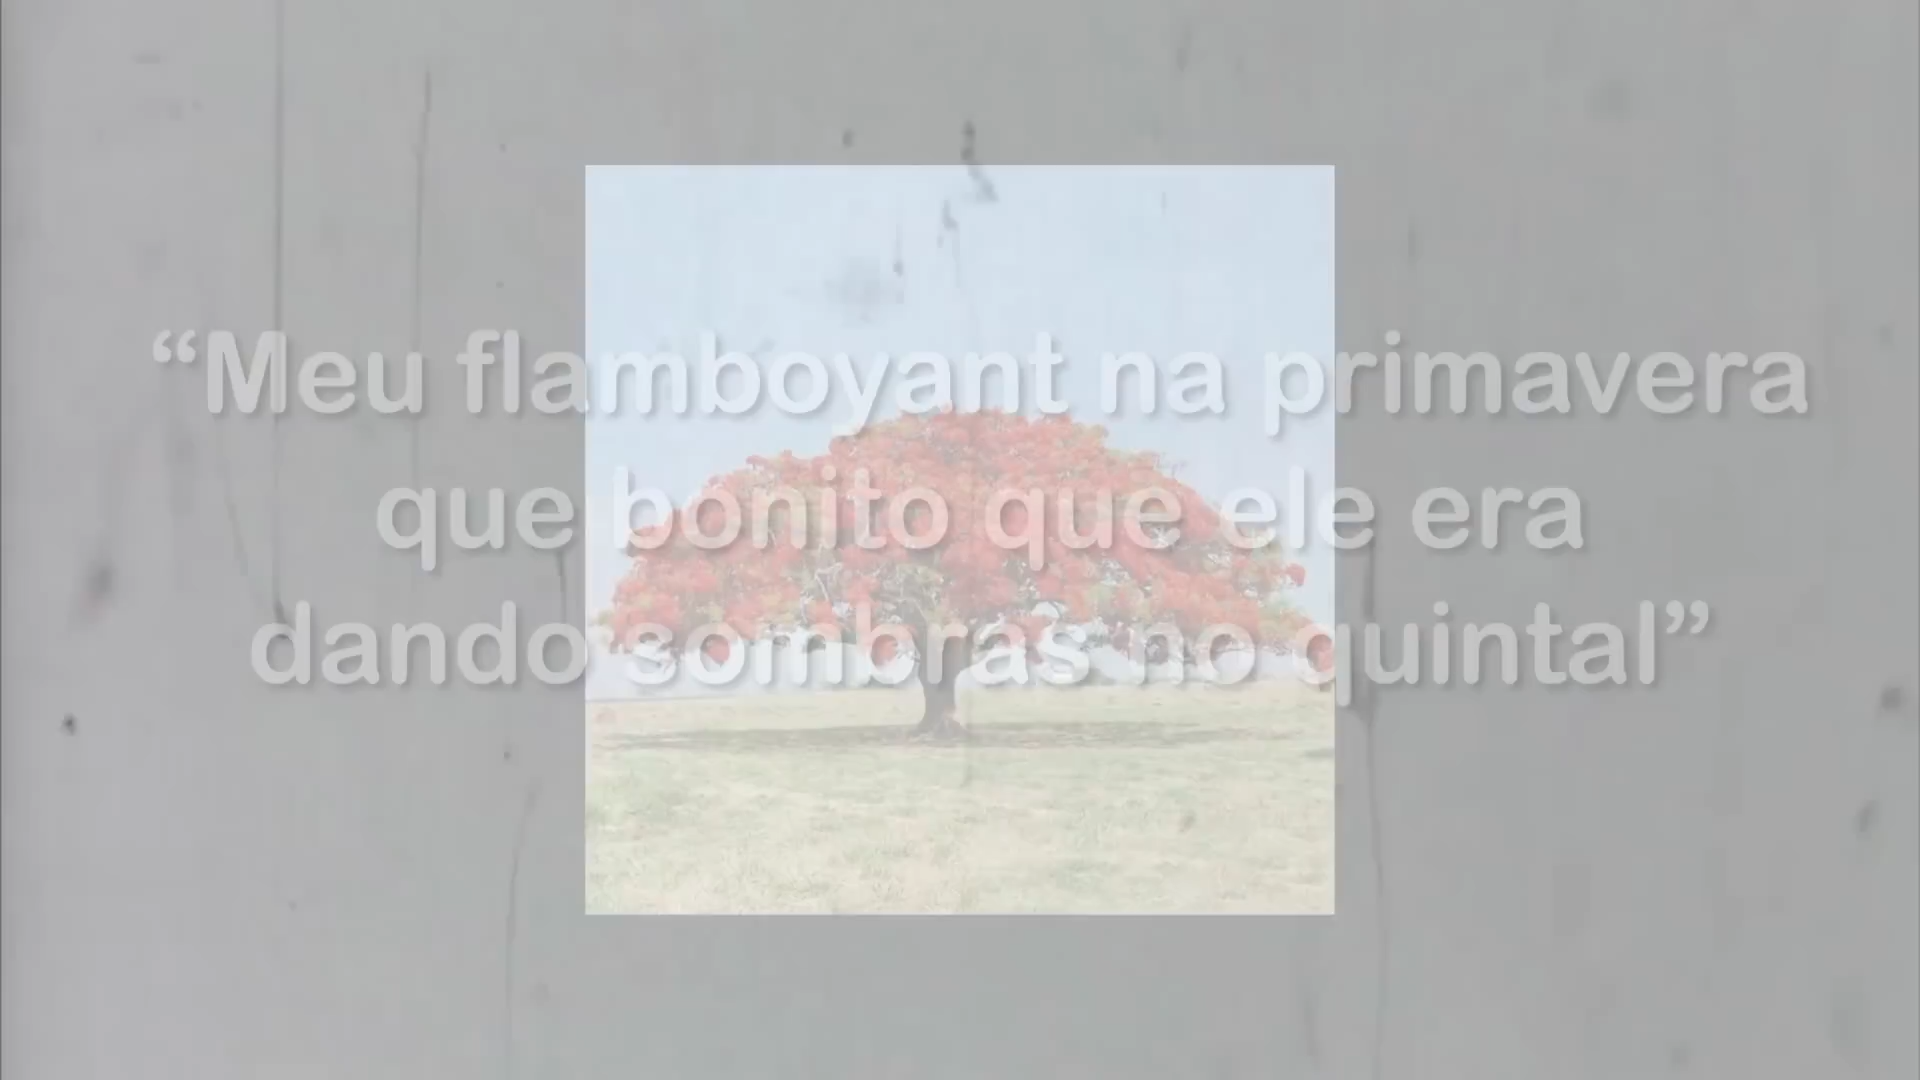 “Meu flamboyant na primavera
que bonito que ele era
dando sombras no quintal”